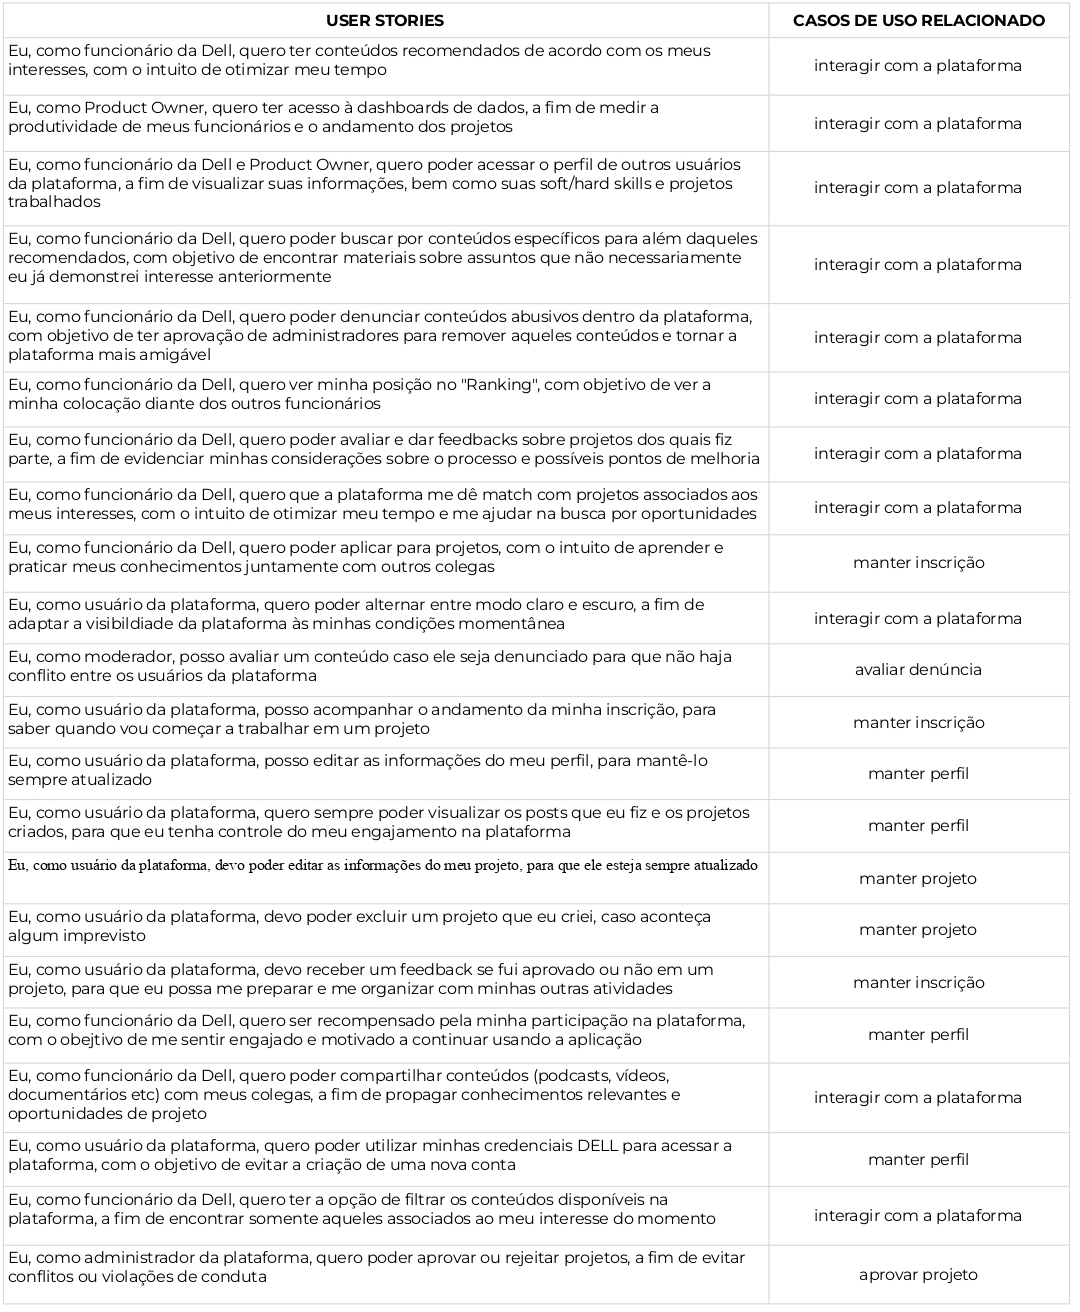 USER STORIES
CASOS DE USO RELACIONADO
Eu, como funcionário da Dell, quero ter conteúdos recomendados de acordo com os meus
interesses, com o intuito de otimizar meu tempo
interagir com a plataforma
Eu, como Product Owner, quero ter acesso à dashboards de dados, a fim de medir a
produtividade de meus funcionários e o andamento dos projetos
interagir com a plataforma
Eu, como funcionário da Dell e Product Owner, quero poder acessar o perfil de outros usuários
da plataforma, a fim de visualizar suas informações, bem como suas soft/hard skills e projetos
trabalhados
interagir com a plataforma
Eu, como funcionário da Dell, quero poder buscar por conteúdos específicos para além daqueles
recomendados, com objetivo de encontrar materiais sobre assuntos que não necessariamente
eu já demonstrei interesse anteriormente
interagir com a plataforma
Eu, como funcionário da Dell, quero poder denunciar conteúdos abusivos dentro da plataforma,
com objetivo de ter aprovação de administradores para remover aqueles conteúdos e tornar a
plataforma mais amigável
interagir com a plataforma
Eu, como funcionário da Dell, quero ver minha posição no "Ranking", com objetivo de ver a
minha colocação diante dos outros funcionários
interagir com a plataforma
Eu, como funcionário da Dell, quero poder avaliar e dar feedbacks sobre projetos dos quais fiz
parte, a fim de evidenciar minhas considerações sobre o processo e possíveis pontos de melhoria
interagir com a plataforma
Eu, como funcionário da Dell, quero que a plataforma me dê match com projetos associados aos
meus interesses, com o intuito de otimizar meu tempo e me ajudar na busca por oportunidades
interagir com a plataforma
Eu, como funcionário da Dell, quero poder aplicar para projetos, com o intuito de aprender e
praticar meus conhecimentos juntamente com outros colegas
manter inscrição
Eu, como usuário da plataforma, quero poder alternar entre modo claro e escuro, a fim de
adaptar a visibildiade da plataforma às minhas condições momentânea
interagir com a plataforma
Eu, como moderador, posso avaliar um conteúdo caso ele seja denunciado para que não haja
conflito entre os usuários da plataforma
avaliar denúncia
Eu, como usuário da plataforma, posso acompanhar o andamento da minha inscrição, para
saber quando vou começar a trabalhar em um projeto
manter inscrição
Eu, como usuário da plataforma, posso editar as informações do meu perfil, para mantê-lo
sempre atualizado
manter perfil
Eu, como usuário da plataforma, quero sempre poder visualizar os posts que eu fiz e os projetos
criados, para que eu tenha controle do meu engajamento na plataforma
manter perfil
Eu, como usuário da plataforma, devo poder editar as informações do meu projeto, para que ele esteja sempre atualizado
manter projeto
Eu, como usuário da plataforma, devo poder excluir um projeto que eu criei, caso aconteça
algum imprevisto
manter projeto
Eu, como usuário da plataforma, devo receber um feedback se fui aprovado ou não em um
projeto, para que eu possa me preparar e me organizar com minhas outras atividades
manter inscrição
Eu, como funcionário da Dell, quero ser recompensado pela minha participação na plataforma,
com o obejtivo de me sentir engajado e motivado a continuar usando a aplicação
manter perfil
Eu, como funcionário da Dell, quero poder compartilhar conteúdos (podcasts, vídeos,
documentários etc) com meus colegas, a fim de propagar conhecimentos relevantes e
oportunidades de projeto
interagir com a plataforma
Eu, como usuário da plataforma, quero poder utilizar minhas credenciais DELL para acessar a
plataforma, com o objetivo de evitar a criação de uma nova conta
manter perfil
Eu, como funcionário da Dell, quero ter a opção de filtrar os conteúdos disponíveis na
plataforma, a fim de encontrar somente aqueles associados ao meu interesse do momento
interagir com a plataforma
Eu, como administrador da plataforma, quero poder aprovar ou rejeitar projetos, a fim de evitar
conflitos ou violações de conduta
aprovar projeto